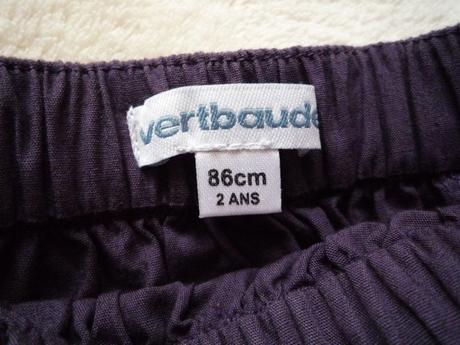 vertbaude
86cm
2 ANS